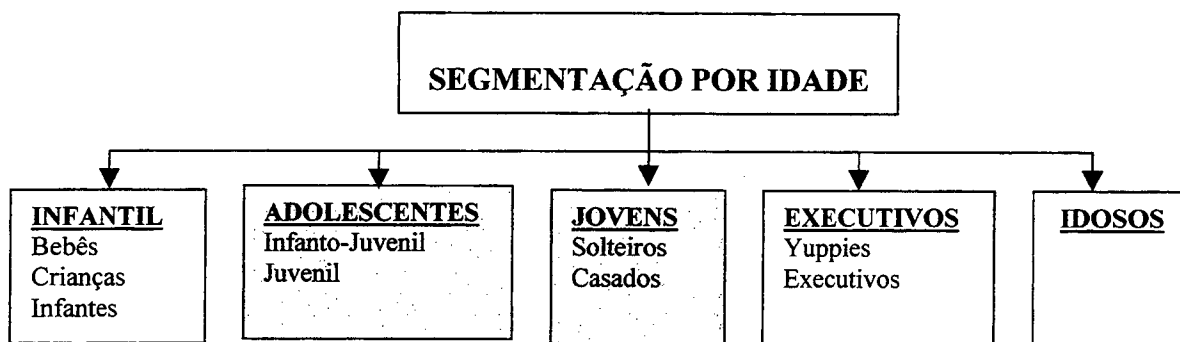 SEGMENTAÇÃO POR IDADE
INFANTIL
Bebês
Crianças
Infantes
ADOLESCENTES
Infanto-Juvenil
Juvenil
JOVENS
Solteiros
Casados
EXECUTIVOS
Yuppies
Executivos
IDOSOS